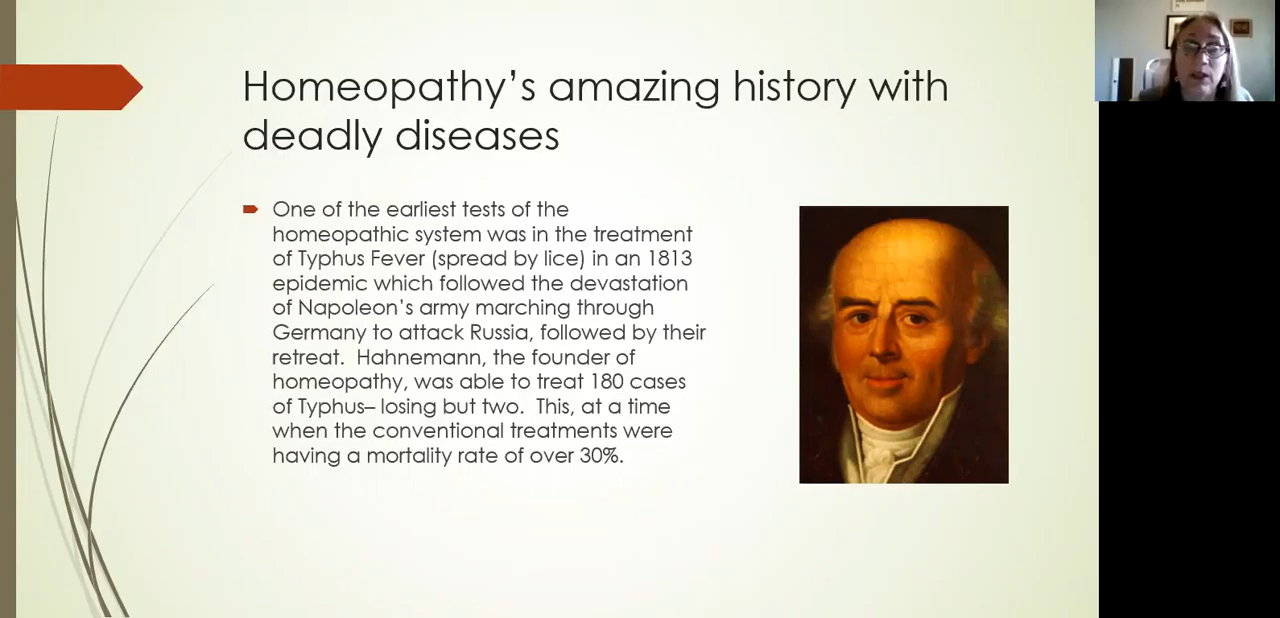 Homeopathy’s amazing history with
deadly diseases
One of the earliest tests of the
homeopathic system was in the treatment
of Typhus Fever (spread by lice) in an 1813
epidemic which followed the devastation
of Napoleon’s army marching through
Germany to attack Russia, followed by their
retreat.  Hahnemann, the founder of
homeopathy, was able to treat 180 cases
of Typhus– losing but two.  This, at a time
when the conventional treatments were
having a mortality rate of over 30%.